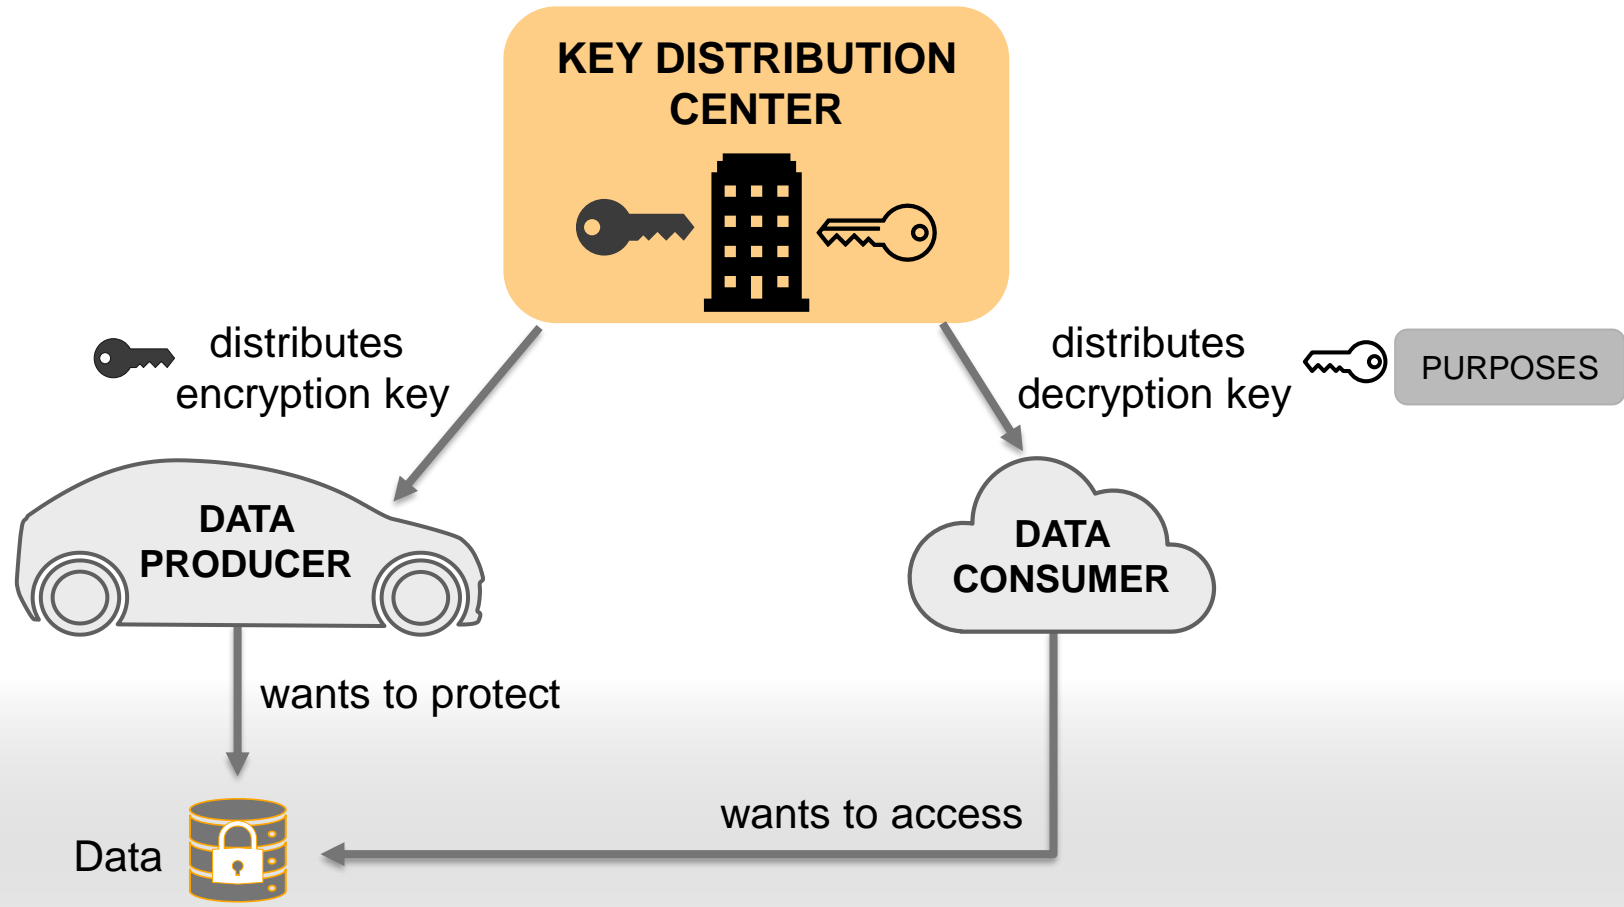 KEY DISTRIBUTION
CENTER
distributes
encryption key
distributes
decryption key
PURPOSES
DATA
PRODUCER
DATA
CONSUMER
wants to protect
wants to access
Data